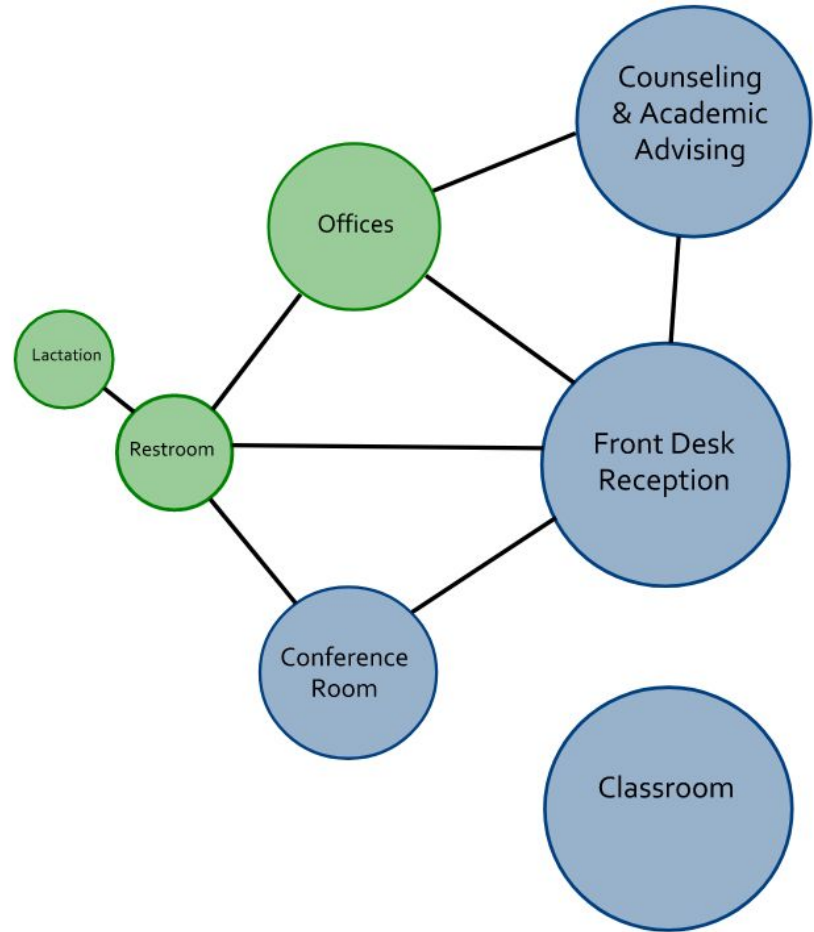 Counseling
& Academic
Advising
Offices
Lactation
Restroom
Front Desk
Reception
Conference
Room
Classroom